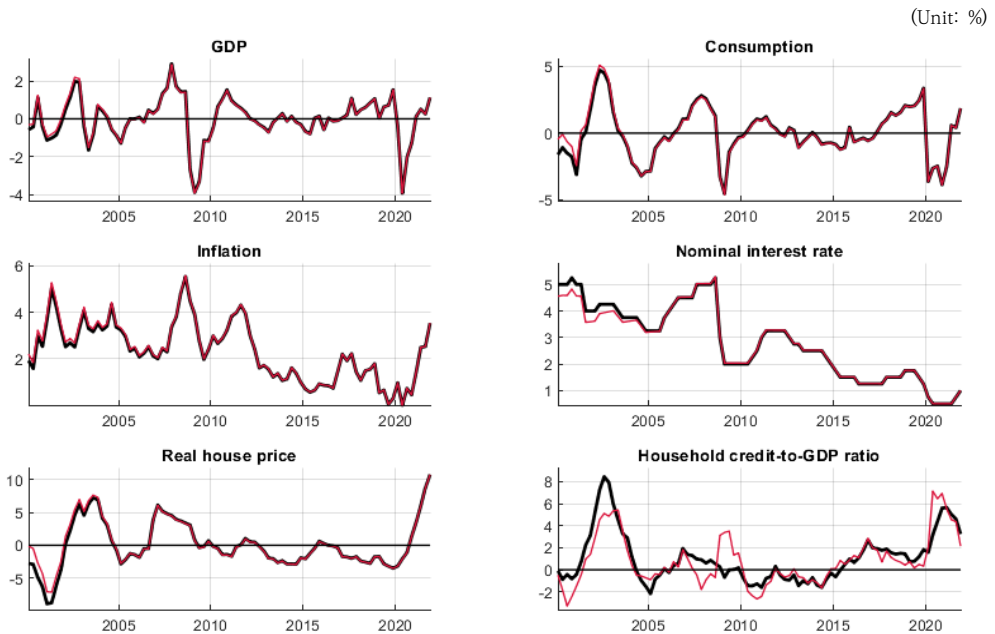 (Unit: %)
GDP
2
0
-2
-4
2005 2010 2015 2020
Consumption
5
0
-5
2005 2010 2015 2020
Inflation
6
4
2
2005 2010 2015 2020
Nominal interest rate
5
4
3
2
1
2005 2010 2015 2020
Real house price
10
5
0
-5
2005 2010 2015 2020
Household credit-to-GDP ratio
8
6
4
2
0
-2
2005 2010 2015 2020